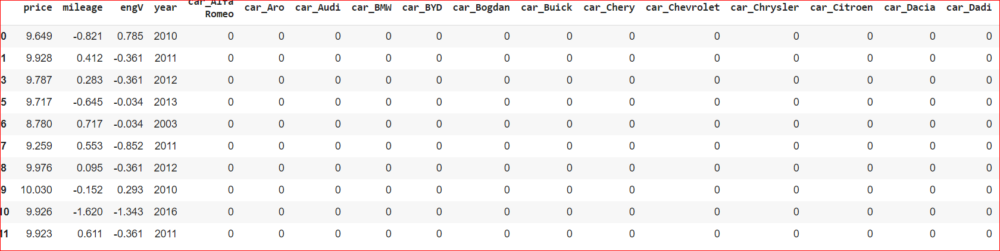 price mileage engV year car_Alfa Romeo car_Aro car_Audi car_BMW car_BYD car_Bogdan car_Buick car_Chery car_Chevrolet car_Chrysler car_Citroen car_Dacia car_Dadi
0 9.649 -0.821 0.785 2010 0 0 0 0 0 0 0 0 0 0 0 0 0
1 9.928 0.412 -0.361 2011 0 0 0 0 0 0 0 0 0 0 0 0 0
3 9.787 0.283 -0.361 2012 0 0 0 0 0 0 0 0 0 0 0 0 0
5 9.717 -0.645 -0.034 2013 0 0 0 0 0 0 0 0 0 0 0 0 0
6 8.780 0.717 -0.034 2003 0 0 0 0 0 0 0 0 0 0 0 0 0
7 9.259 0.553 -0.852 2011 0 0 0 0 0 0 0 0 0 0 0 0 0
8 9.976 0.095 -0.361 2012 0 0 0 0 0 0 0 0 0 0 0 0 0
9 10.030 -0.152 0.293 2010 0 0 0 0 0 0 0 0 0 0 0 0 0
10 9.926 -1.620 -1.343 2016 0 0 0 0 0 0 0 0 0 0 0 0 0
11 9.923 0.611 -0.361 2011 0 0 0 0 0 0 0 0 0 0 0 0 0